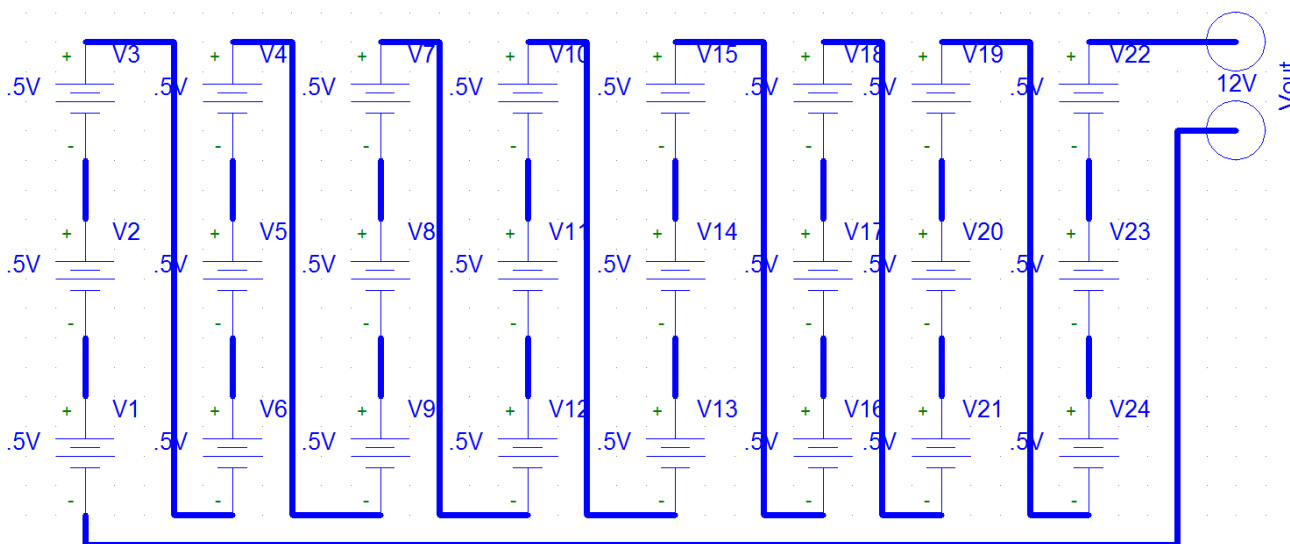 + V3 + V4 + V7 + V10 + V15 + V18 + V19 + V22
.5V .5V .5V .5V .5V .5V .5V .5V 12V Vout
- - - - - - - -
+ V2 + V5 + V8 + V11 + V14 + V17 + V20 + V23
.5V .5V .5V .5V .5V .5V .5V .5V
- - - - - - - -
+ V1 + V6 + V9 + V12 + V13 + V16 + V21 + V24
.5V .5V .5V .5V .5V .5V .5V .5V
- - - - - - - -